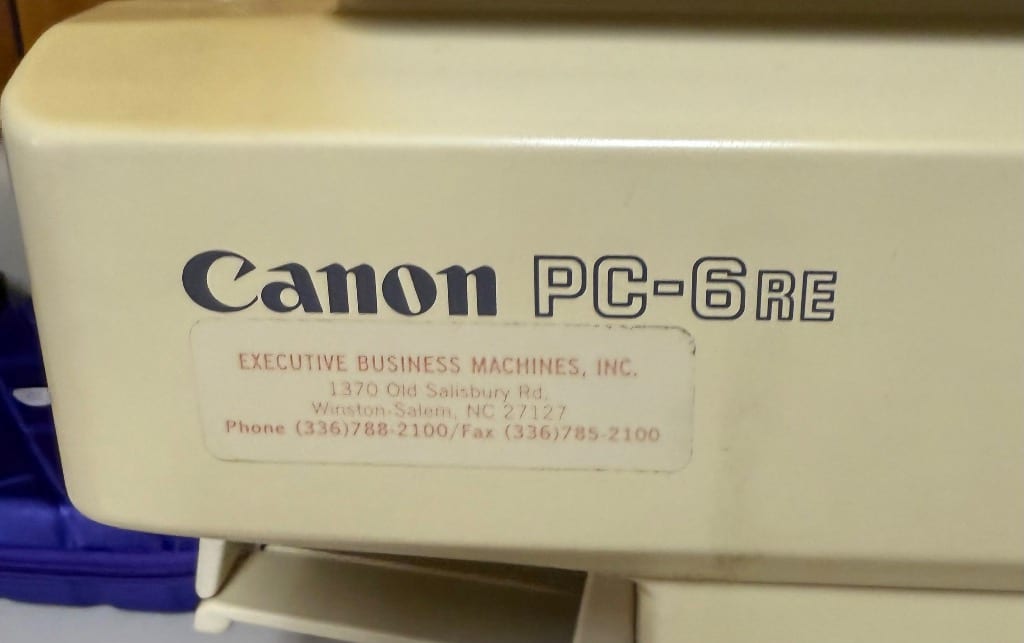 Canon PC-6RE
EXECUTIVE BUSINESS MACHINES, INC.
1370 Old Salisbury Rd.
Winston-Salem, NC 27127
Phone (336)788-2100/Fax (336)785-2100